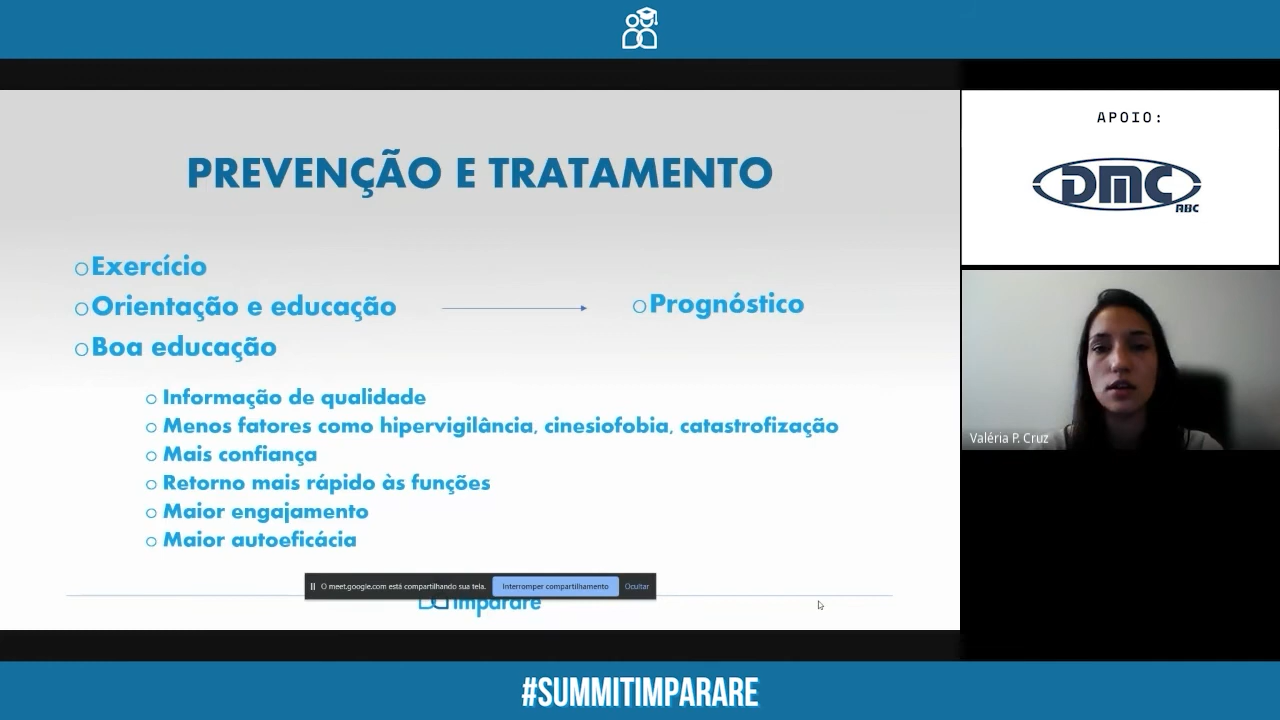 PREVENÇÃO E TRATAMENTO
Exercício
Orientação e educação
Prognóstico
Boa educação
Informação de qualidade
Menos fatores como hipervigilância, cinesiofobia, catastrofização
Mais confiança
Retorno mais rápido às funções
Maior engajamento
Maior autoeficácia
O meet.google.com está compartilhando sua tela.
Interromper compartilhamento
Ocultar
imparare
APOIO:
DMC
ABC
Valéria P. Cruz
#SUMMITIMPARARE